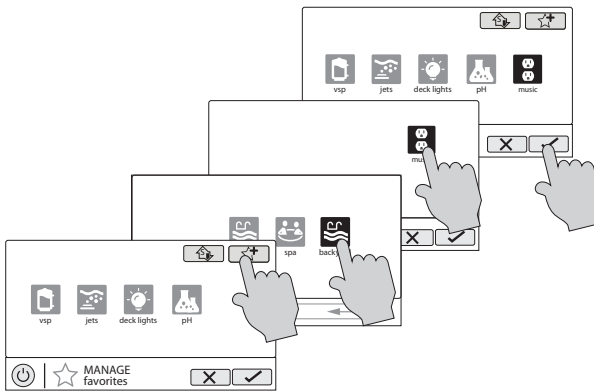 vsp
jets
deck lights
pH
music
spa
vsp
jets
deck lights
pH
MANAGE
favorites